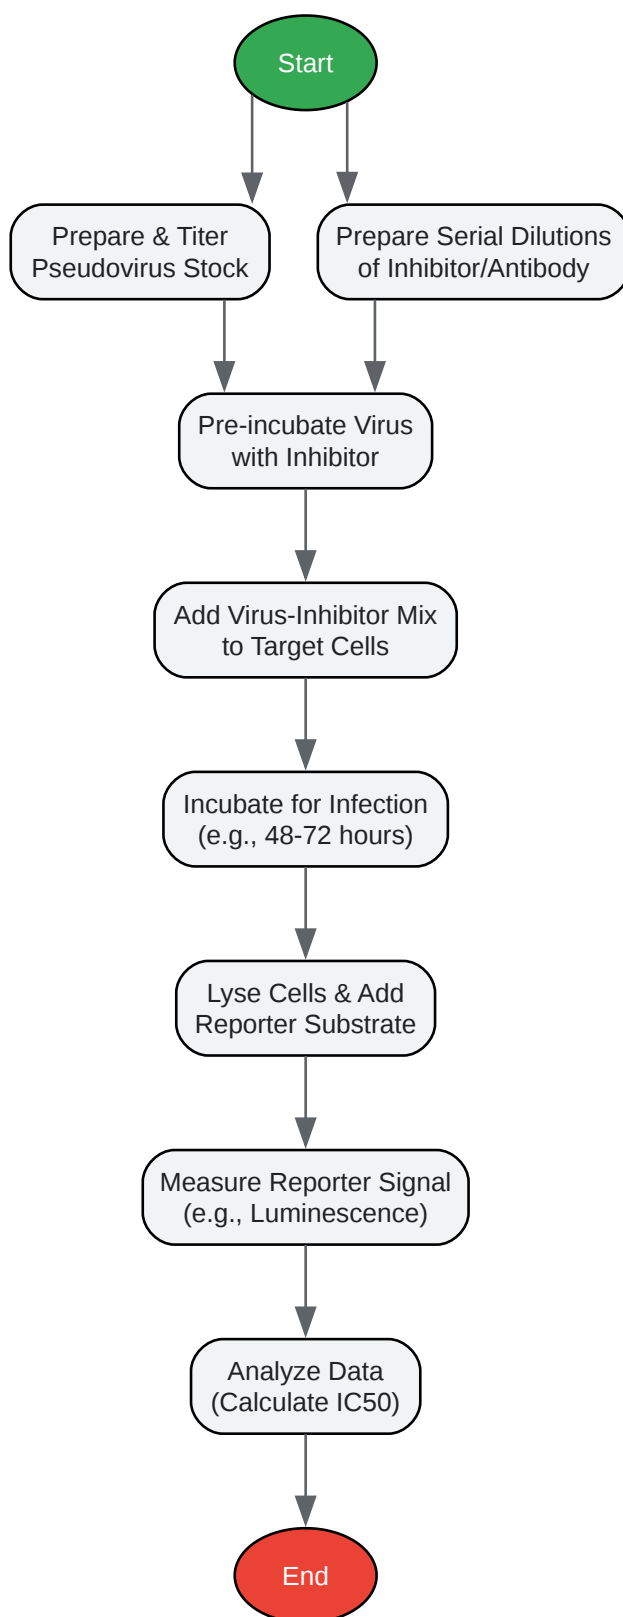 Start
Prepare & Titer
Pseudovirus Stock
Prepare Serial Dilutions
of Inhibitor/Antibody
Pre-incubate Virus
with Inhibitor
Add Virus-Inhibitor Mix
to Target Cells
Incubate for Infection
(e.g., 48-72 hours)
Lyse Cells & Add
Reporter Substrate
Measure Reporter Signal
(e.g., Luminescence)
Analyze Data
(Calculate IC50)
End